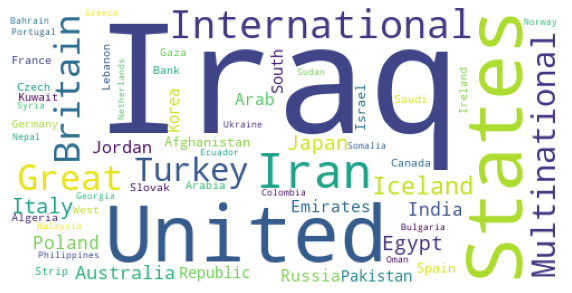 Bahrain
Portugal
Greece
France
Czech
Kuwait
Syria
Germany
Nepal
Britain
Lebanon
Netherlands
International
Iraq
States
Norway
Multinational
Ireland
Gaza
Bank
Korea
South
Sudan
Arab
Israel
Saudi
Ukraine
Jordan
Afghanistan
Ecuador
Japan
Somalia
Canada
Great
Turkey
Iran
Iceland
Slovak
Arabia
Colombia
Georgia
Italy
West
Algeria
Malaysia
United
Emirates
India
Bulgaria
Poland
Philippines
Egypt
Oman
Strip
Australia
Republic
Russia
Pakistan
Spain